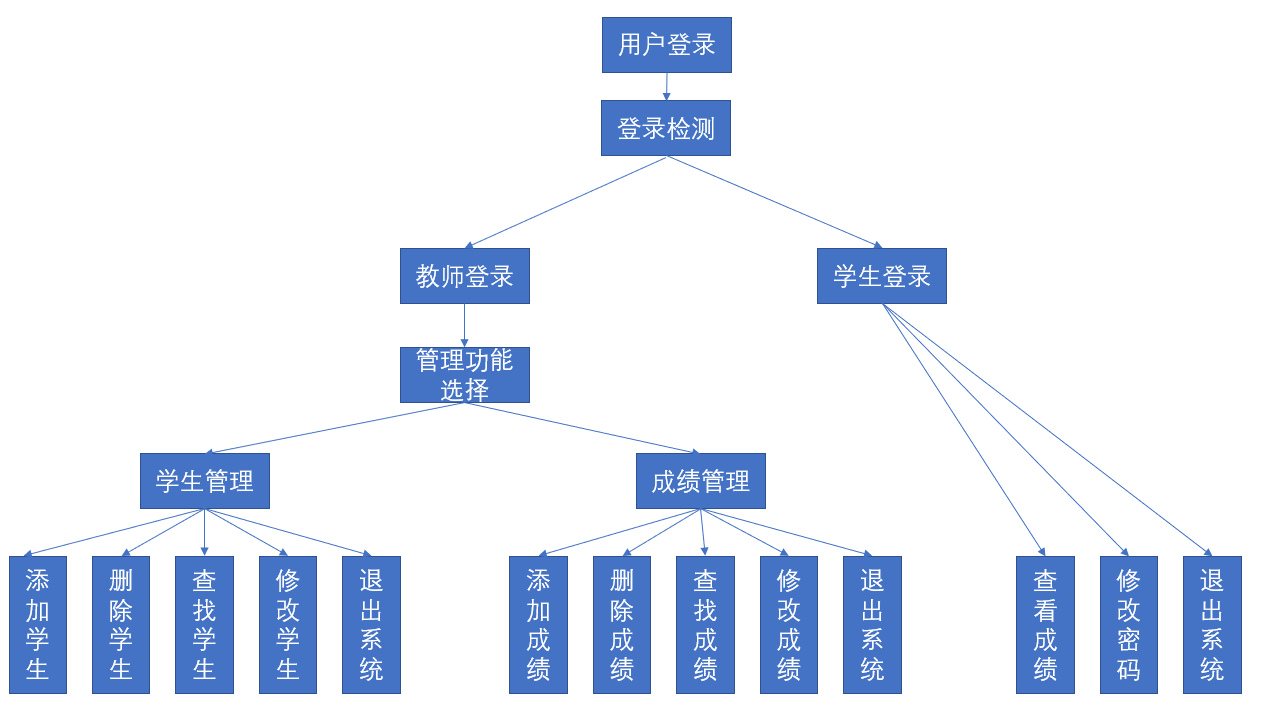 用户登录
登录检测
教师登录
学生登录
管理功能
选择
学生管理
成绩管理
添加学生
删除学生
查找学生
修改学生
退出系统
添加成绩
删除成绩
查找成绩
修改成绩
退出系统
查看成绩
修改密码
退出系统